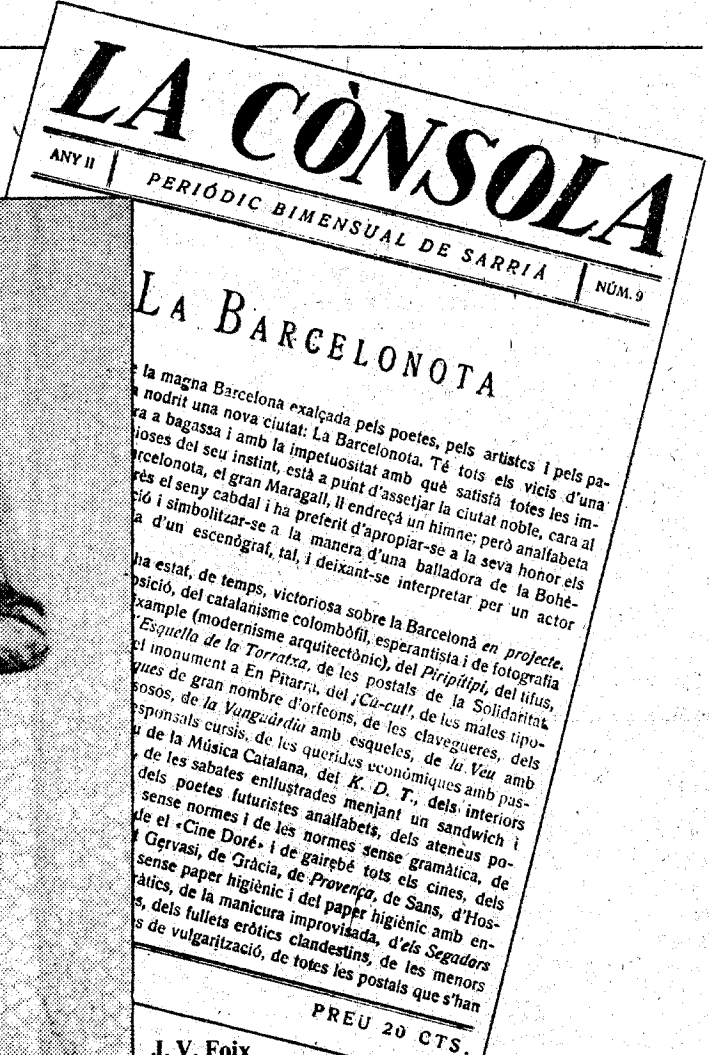 LA CÒNSOLA
ANY II
PERIÓDIC BIMENSUAL DE SARRIÁ
NÚM. 9
LA BARCELONOTA
la magna Barcelona exalçada pels poetes, pels artistes i pels pa-
nodrit una nova ciutat: La Barcelonota. Té tots els vicis d'una
ra a bagassa i amb la impetuositat amb què satisfà totes les im-
ioses del seu instint, està a punt d'assetjar la ciutat noble, cara al
rcelonota, el gran Maragall, li endreçà un himne; però analfabeta
rès el seny cabdal i ha preferit d'apropiar-se a la seva honor els
ció i simbolitzar-se a la manera d'una balladora de la Bohè-
a d'un escenògraf, tal, i deixant-se interpretar per un actor
ha estat, de temps, victoriosa sobre la Barcelona en projecte.
osició, del catalanisme colombòfil, esperantista i de fotografia
ixample (modernisme arquitectònic), del Piripitipi, del tifus,
'Esquella de la Torratxa, de les postals de la Solidaritat,
el monument a En Pitarra, del ¡Cu-cut!, de les males tipo-
ques de gran nombre d'orfeons, de les clavegueres, dels
sosos, de la Vanguàrdia amb esqueles, de la Veu amb
sponsals cursis, de les querides econòmiques amb pas-
u de la Música Catalana, del K. D. T., dels interiors
de les sabates enllustrades menjant un sandwich i
dels poetes futuristes analfabets, dels ateneus po-
sense normes i de les normes sense gramàtica, de
de el «Cine Doré» i de gairebé tots els cines, dels
t Gervasi, de Gràcia, de Provença, de Sans, d'Hos-
sense paper higiènic i del paper higiènic amb en-
ràtics, de la manicura improvisada, d'els Segadors
s, dels fullets eròtics clandestins, de les menors
s de vulgarització, de totes les postals que s'han
PREU 20 CTS.
J. V. Foix